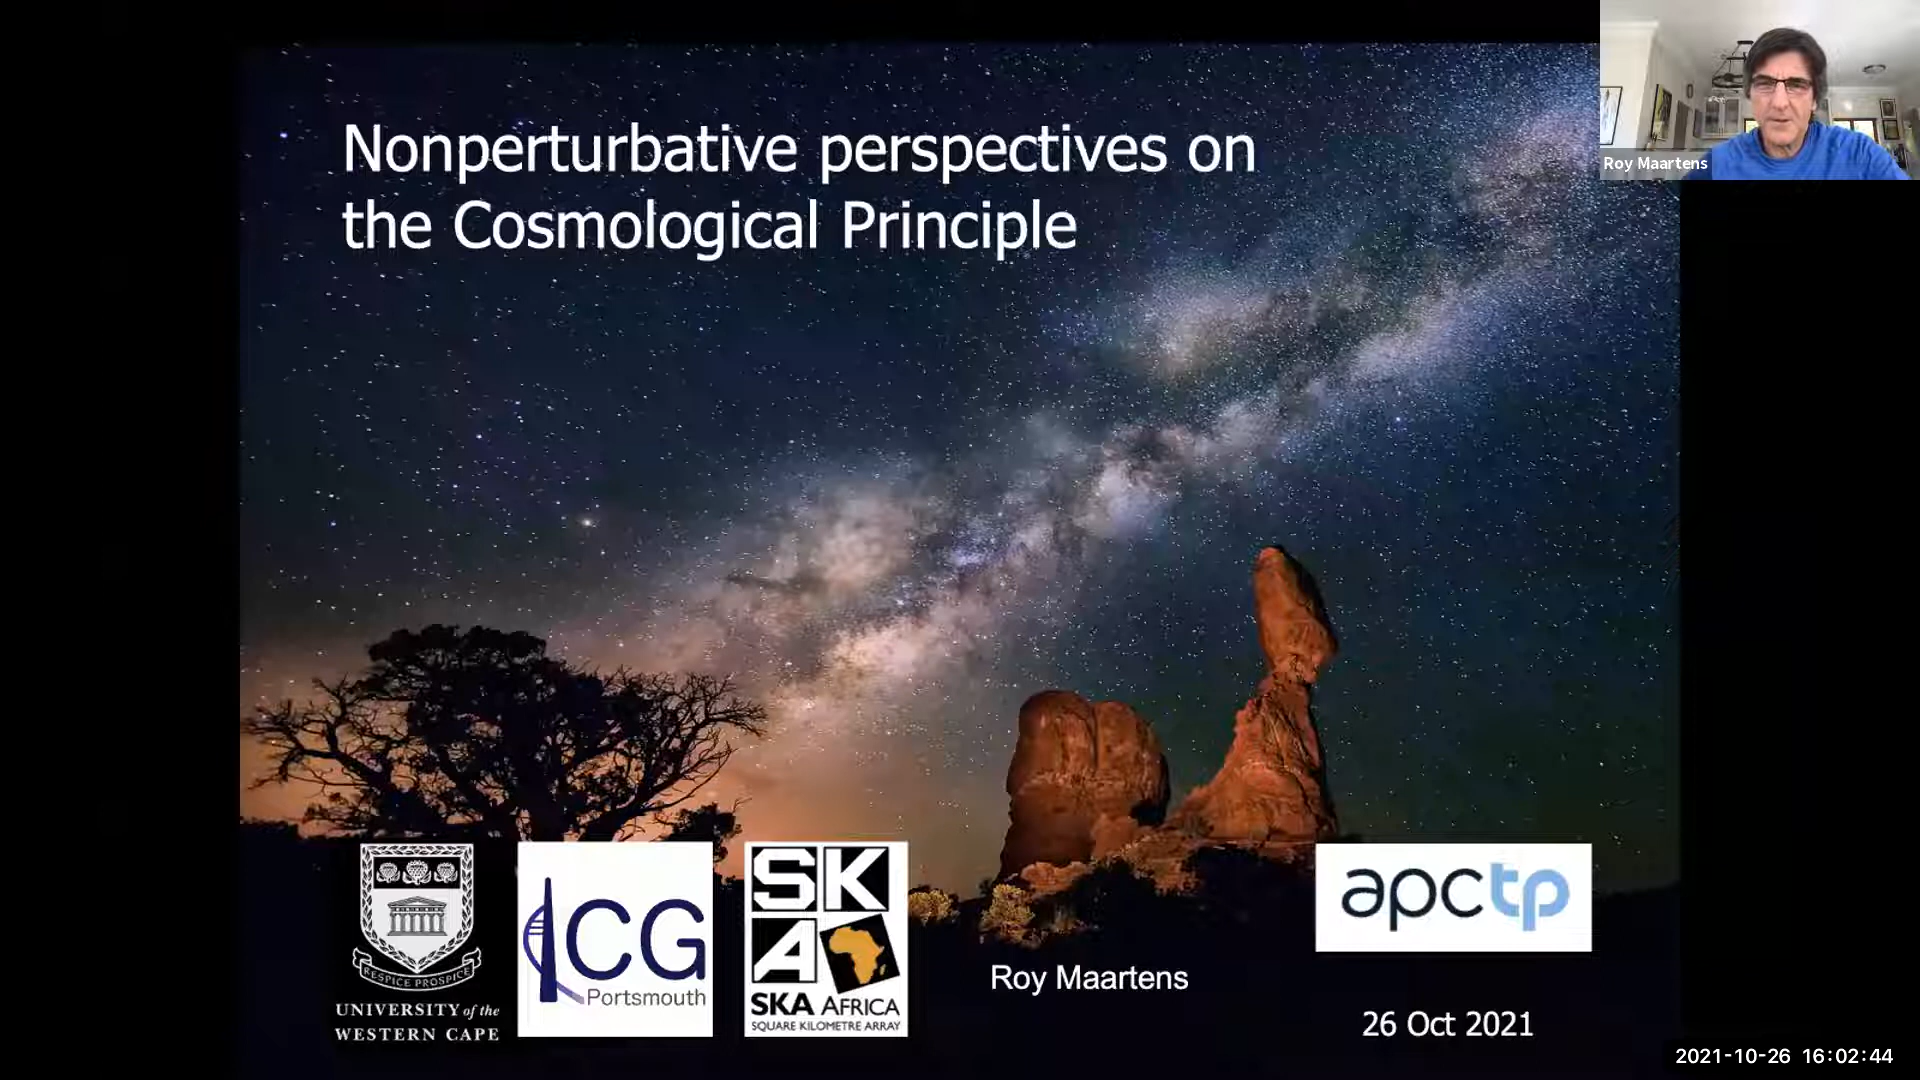 Nonperturbative perspectives on
the Cosmological Principle
Roy Maartens
RESPICE PROSPICE
UNIVERSITY of the
WESTERN CAPE
ICG
Portsmouth
SK
A
SKA AFRICA
SQUARE KILOMETRE ARRAY
Roy Maartens
apctp
26 Oct 2021
2021-10-26 16:02:44